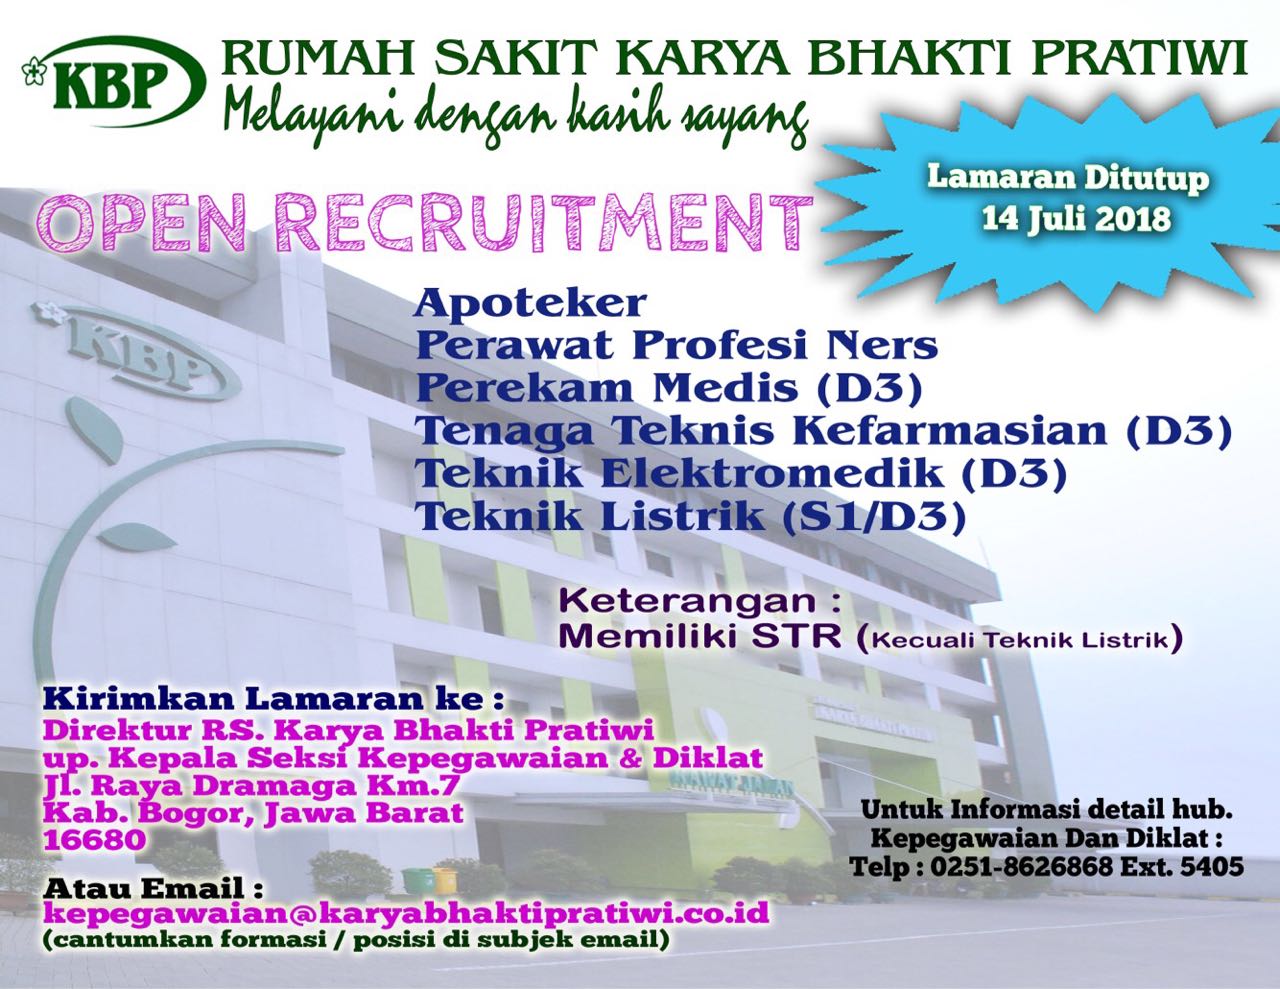 KBP
RUMAH SAKIT KARYA BHAKTI PRATIWI
Melayani dengan kasih sayang
Lamaran Ditutup
14 Juli 2018
OPEN RECRUITMENT
KBP
Apoteker
Perawat Profesi Ners
Perekam Medis (D3)
Tenaga Teknis Kefarmasian (D3)
Teknik Elektromedik (D3)
Teknik Listrik (S1/D3)
Keterangan :
Memiliki STR (Kecuali Teknik Listrik)
Kirimkan Lamaran ke :
Direktur RS. Karya Bhakti Pratiwi
up. Kepala Seksi Kepegawaian & Diklat
Jl. Raya Dramaga Km.7
Kab. Bogor, Jawa Barat
16680
Atau Email :
kepegawaian@karyabhaktipratiwi.co.id
(cantumkan formasi / posisi di subjek email)
Untuk Informasi detail hub.
Kepegawaian Dan Diklat :
Telp : 0251-8626868 Ext. 5405